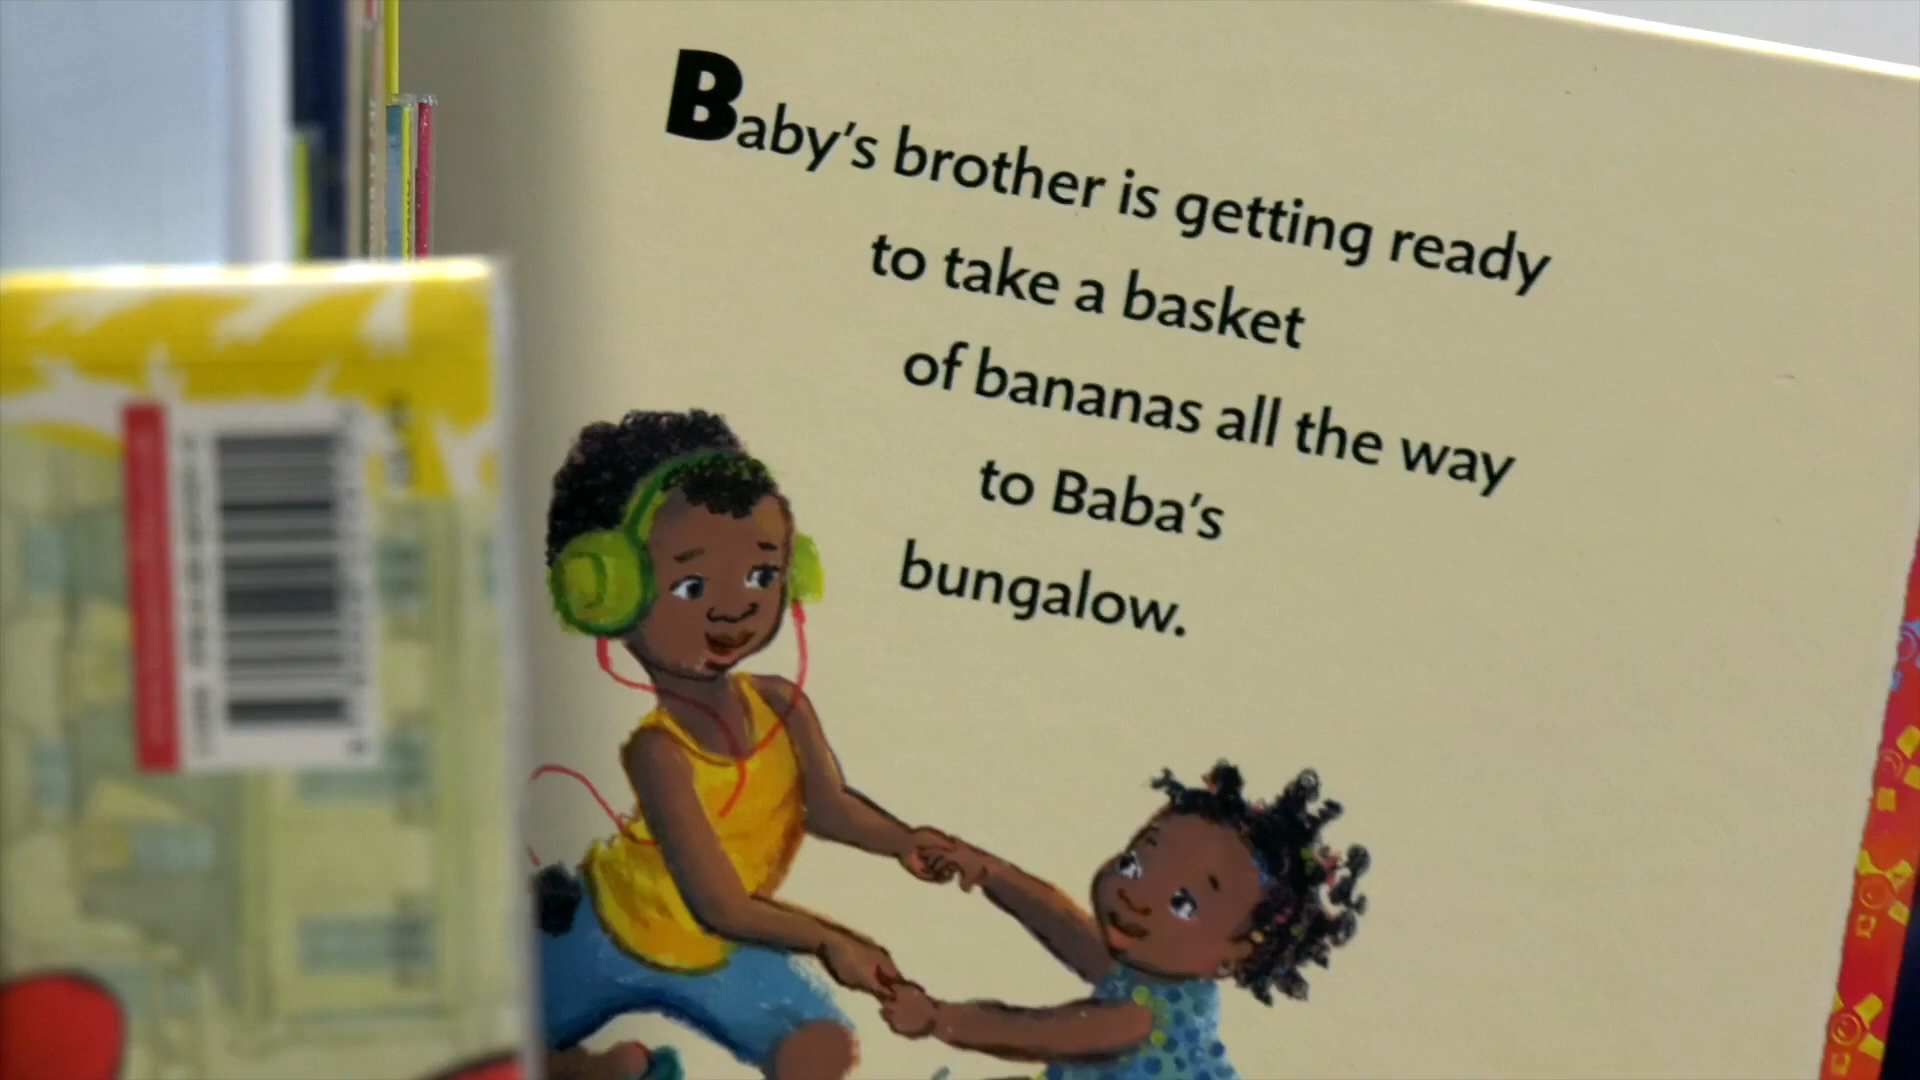 Baby's brother is getting ready
to take a basket
of bananas all the way
to Baba's
bungalow.